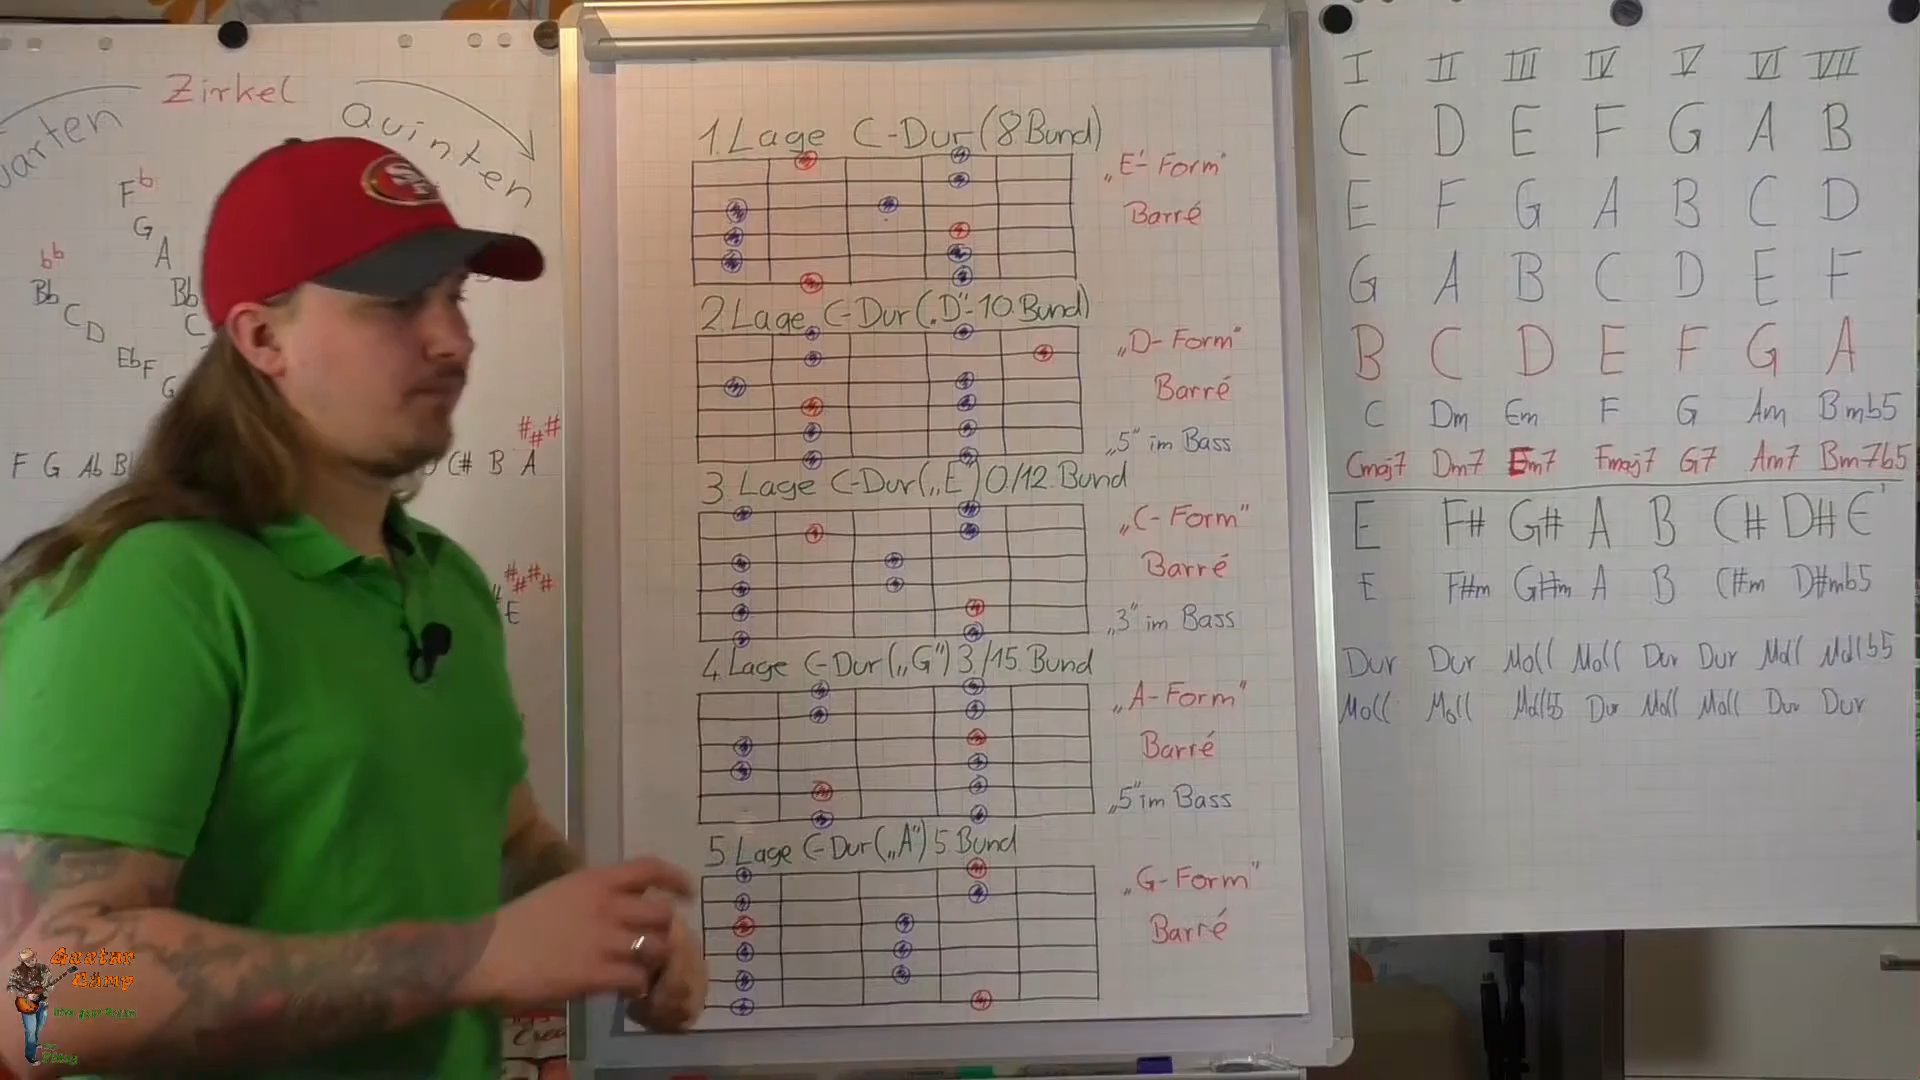 Zirkel
Quinten
F b
G
A
bb
Bb
C
D
Bb
C
Eb F
G
F G Ab
C# B A
###
####
E
1. Lage C-Dur (8 Bund)
"E"- Form"
Barré
2. Lage C-Dur ("D"- 10. Bund)
"D- Form"
Barré
"5" im Bass
3. Lage C-Dur ("E") 0/12. Bund
"C- Form"
Barré
"3" im Bass
4. Lage C-Dur ("G") 3./15. Bund
"A- Form"
Barré
"5" im Bass
5 Lage C-Dur ("A") 5 Bund
"G- Form"
Barré
I II III IV V VI VII
C D E F G A B
E F G A B C D
G A B C D E F
B C D E F G A
C Dm Em F G Am Bmb5
Cmaj7 Dm7 Em7 Fmaj7 G7 Am7 Bm7b5
E F# G# A B C# D# E'
E F#m G#m A B C#m D#mb5
Dur Dur Moll Moll Dur Dur Moll Moll b5
Moll Moll Mollb5 Dur Moll Moll Dur Dur
Guitar
Camp